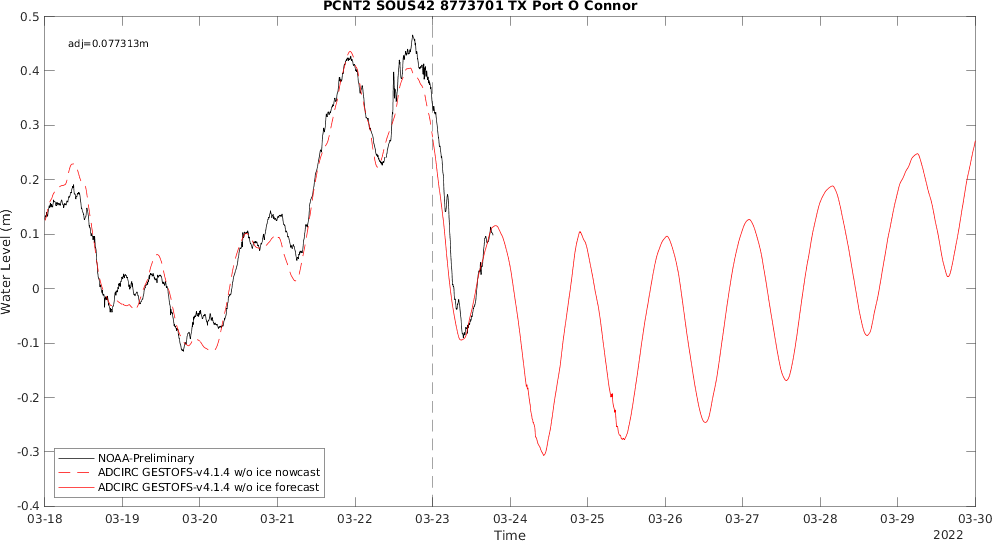 PCNT2 SOUS42 8773701 TX Port O Connor
adj=0.077313m
0.5
0.4
0.3
0.2
0.1
0
-0.1
-0.2
-0.3
-0.4
Water Level (m)
NOAA-Preliminary
ADCIRC GESTOFS-v4.1.4 w/o ice nowcast
ADCIRC GESTOFS-v4.1.4 w/o ice forecast
03-18 03-19 03-20 03-21 03-22 03-23 03-24 03-25 03-26 03-27 03-28 03-29 03-30
Time
2022